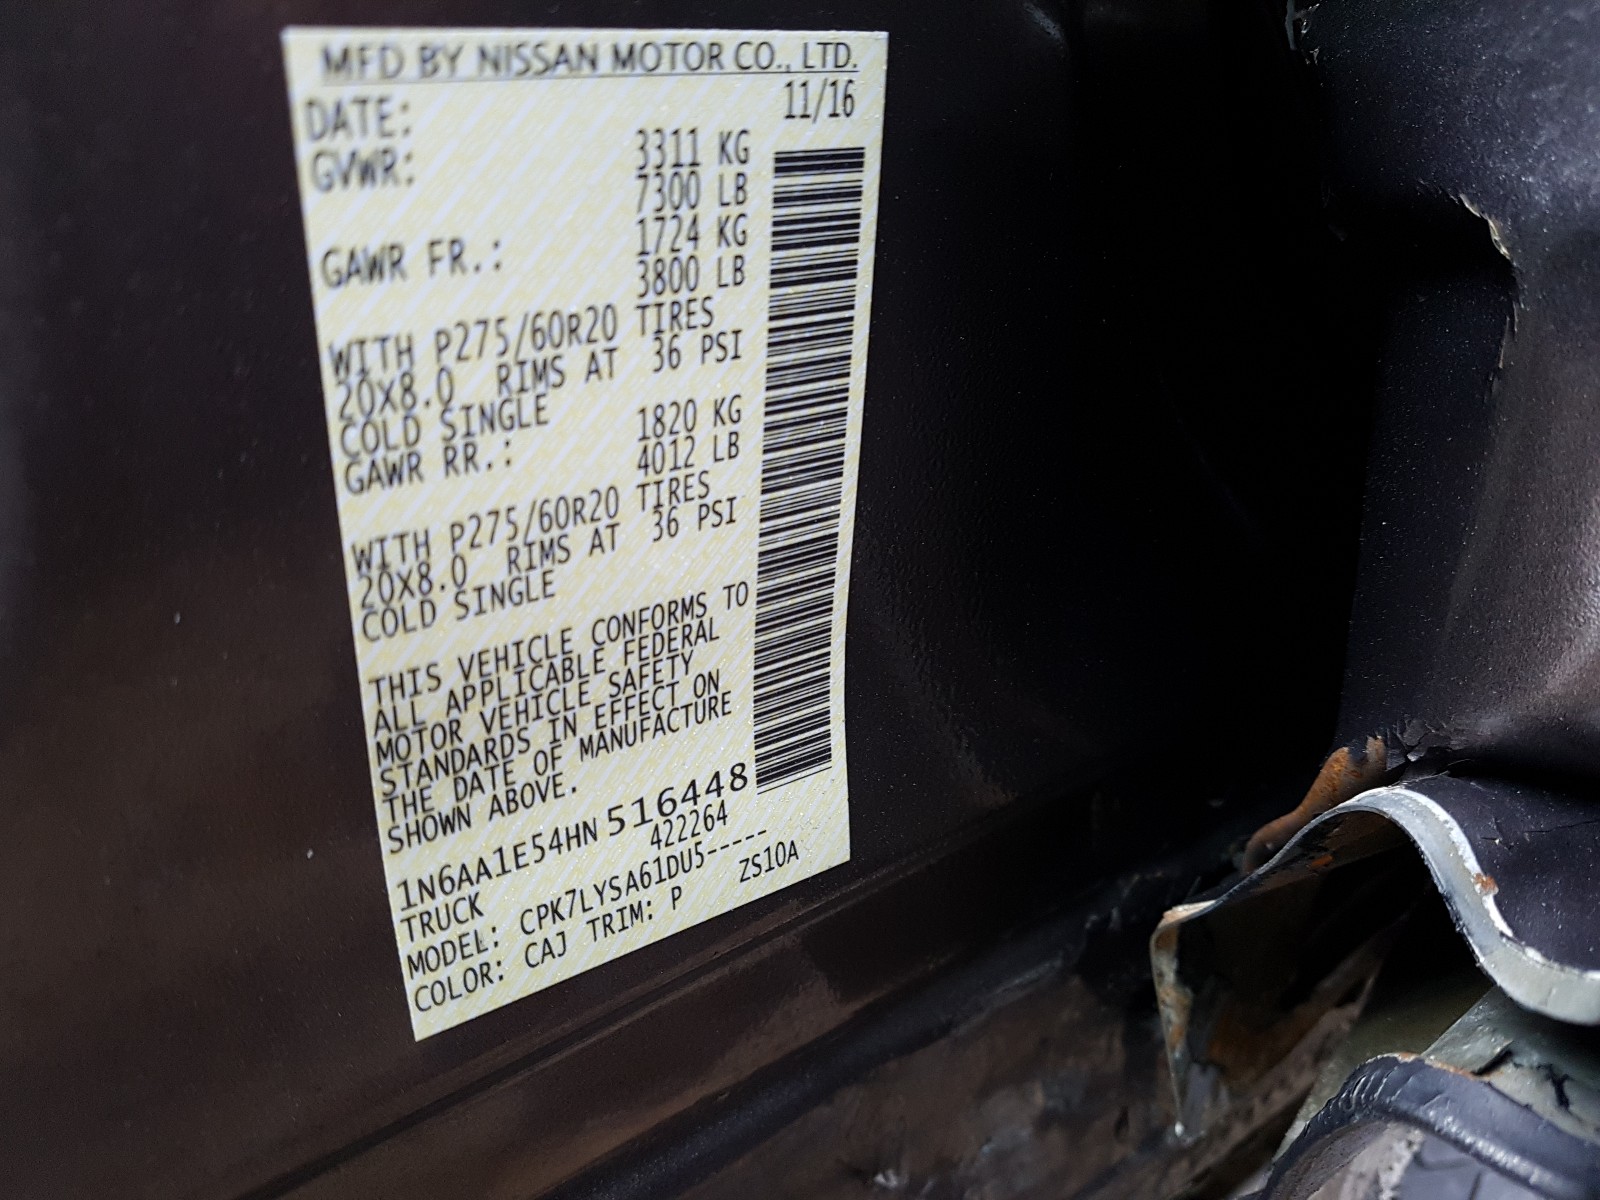 MFD BY NISSAN MOTOR CO., LTD.
DATE: 11/16
GVWR: 3311 KG
7300 LB
GAWR FR.: 1724 KG
3800 LB
WITH P275/60R20 TIRES
20X8.0 RIMS AT 36 PSI
COLD SINGLE
GAWR RR.: 1820 KG
4012 LB
WITH P275/60R20 TIRES
20X8.0 RIMS AT 36 PSI
COLD SINGLE
THIS VEHICLE CONFORMS TO
ALL APPLICABLE FEDERAL
MOTOR VEHICLE SAFETY
STANDARDS IN EFFECT ON
THE DATE OF MANUFACTURE
SHOWN ABOVE.
1N6AA1E54HN 516448
TRUCK 422264
MODEL: CPK7LYSA61DU5-----
COLOR: CAJ TRIM: P ZS10A